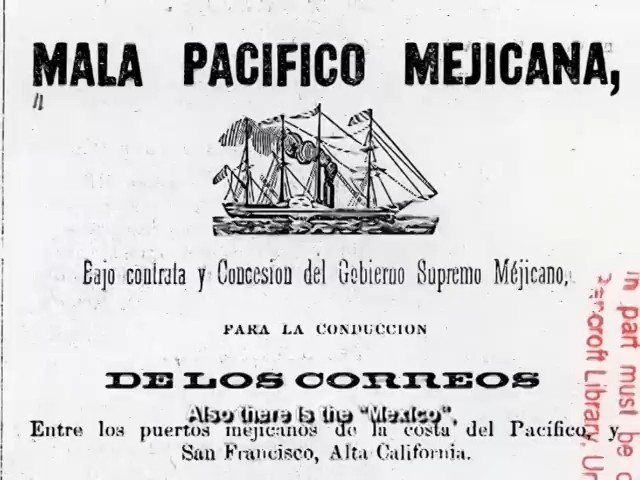 MALA PACIFICO MEJICANA,
Bajo contrata y Concesion del Gobierno Supremo Méjicano,
PARA LA CONDUCCION
DE LOS CORREOS
Also there is the "Mexico",
Entre los puertos mejicanos de la costa del Pacífico, y
San Francisco, Alta California.
in part must be
Bancroft Library, Un